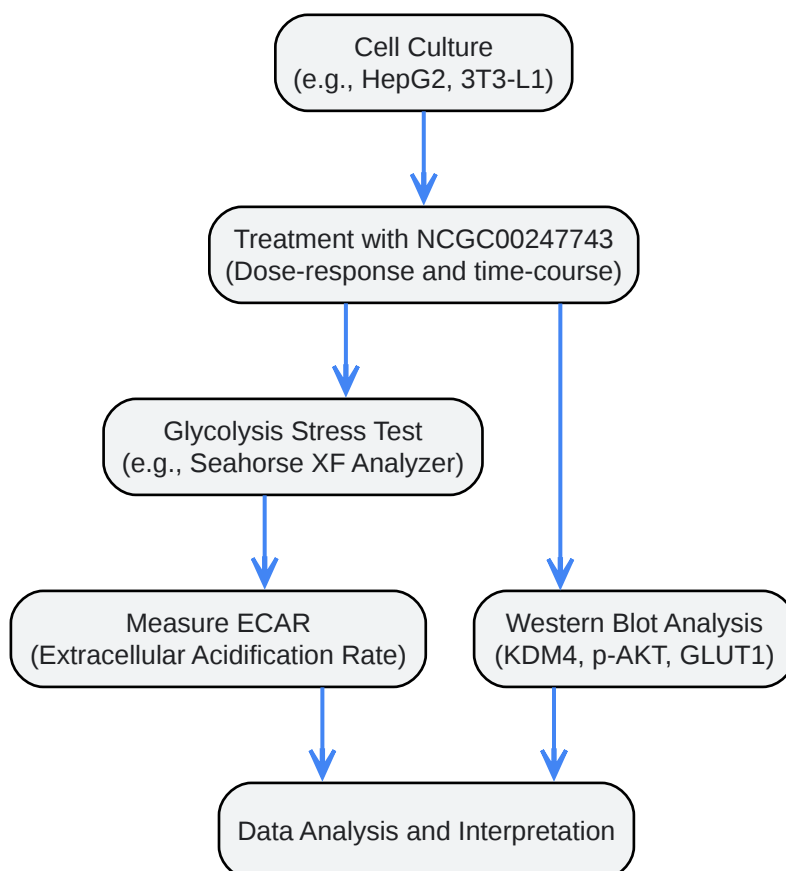 Cell Culture
(e.g., HepG2, 3T3-L1)
Treatment with NCGC00247743
(Dose-response and time-course)
Glycolysis Stress Test
(e.g., Seahorse XF Analyzer)
Measure ECAR
(Extracellular Acidification Rate)
Western Blot Analysis
(KDM4, p-AKT, GLUT1)
Data Analysis and Interpretation